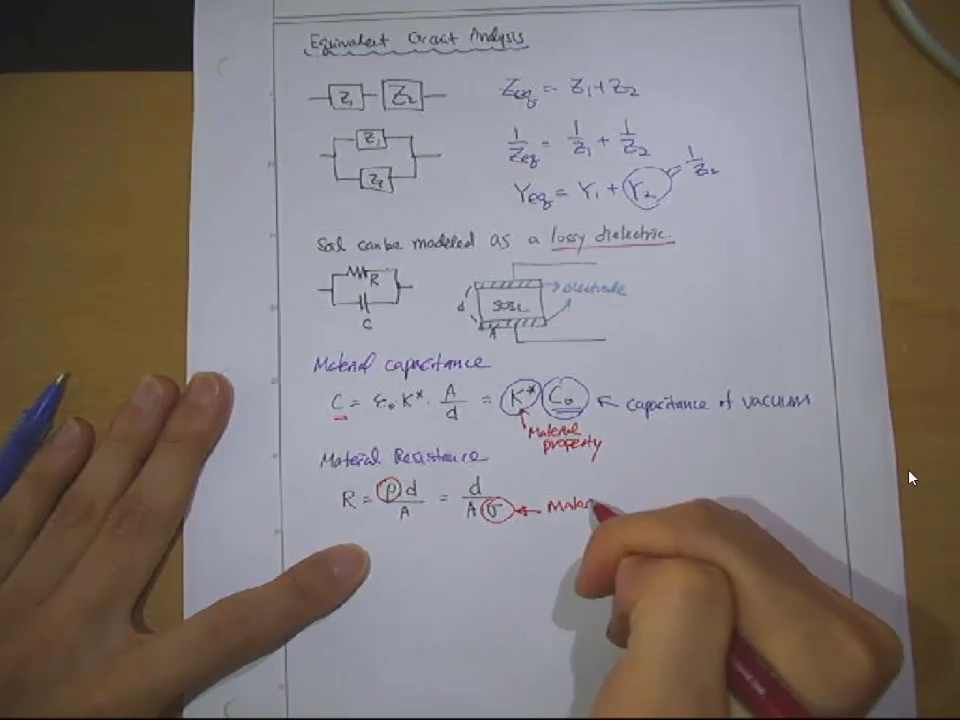 Equivalent Circuit Analysis
Z1 Z2 Zeq = Z1 + Z2
Z1 1/Zeq = 1/Z1 + 1/Z2
Z2 Yeq = Y1 + Y2 = 1/Z2
Soil can be modeled as a lossy dielectric.
R
C
d SOIL electrode
A
Material capacitance
C = ε0 K* · A/d = K* C0 ← capacitance of vacuum
Material property
Material Resistance
R = ρd/A = d/Aσ ← Mater